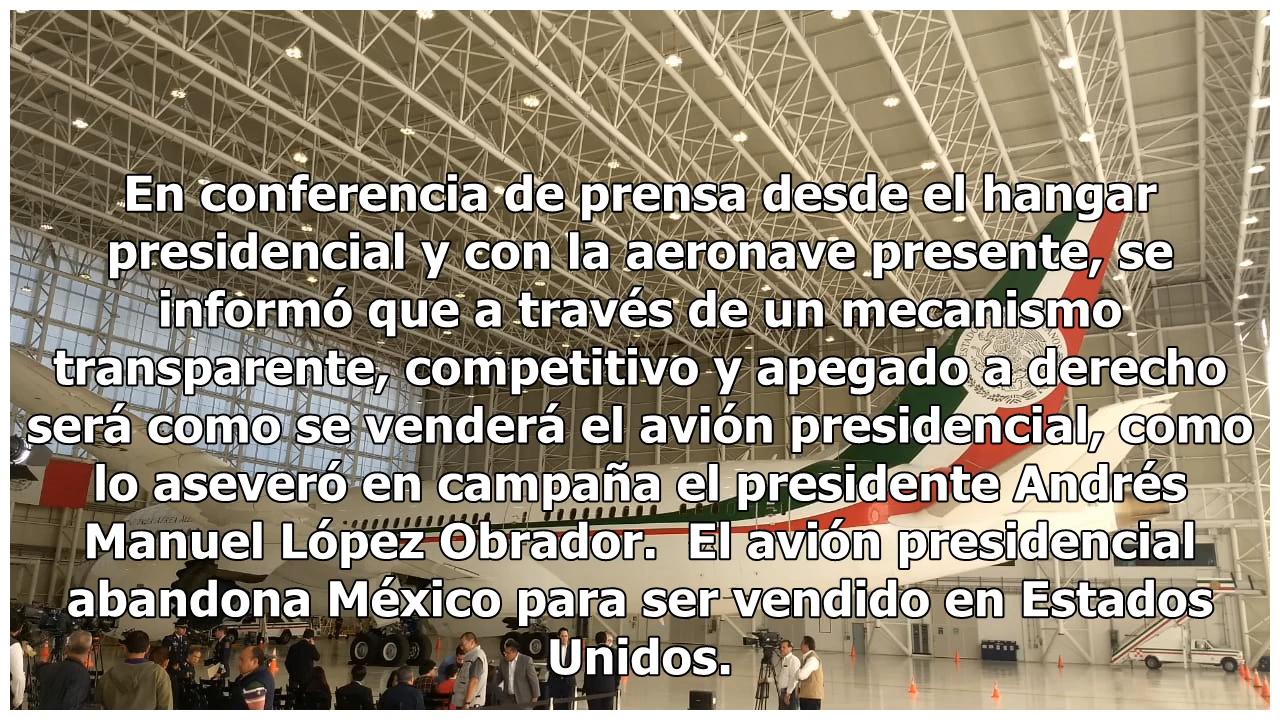 En conferencia de prensa desde el hangar
presidencial y con la aeronave presente, se
informó que a través de un mecanismo
transparente, competitivo y apegado a derecho
será como se venderá el avión presidencial, como
lo aseveró en campaña el presidente Andrés
Manuel López Obrador.  El avión presidencial
abandona México para ser vendido en Estados
Unidos.